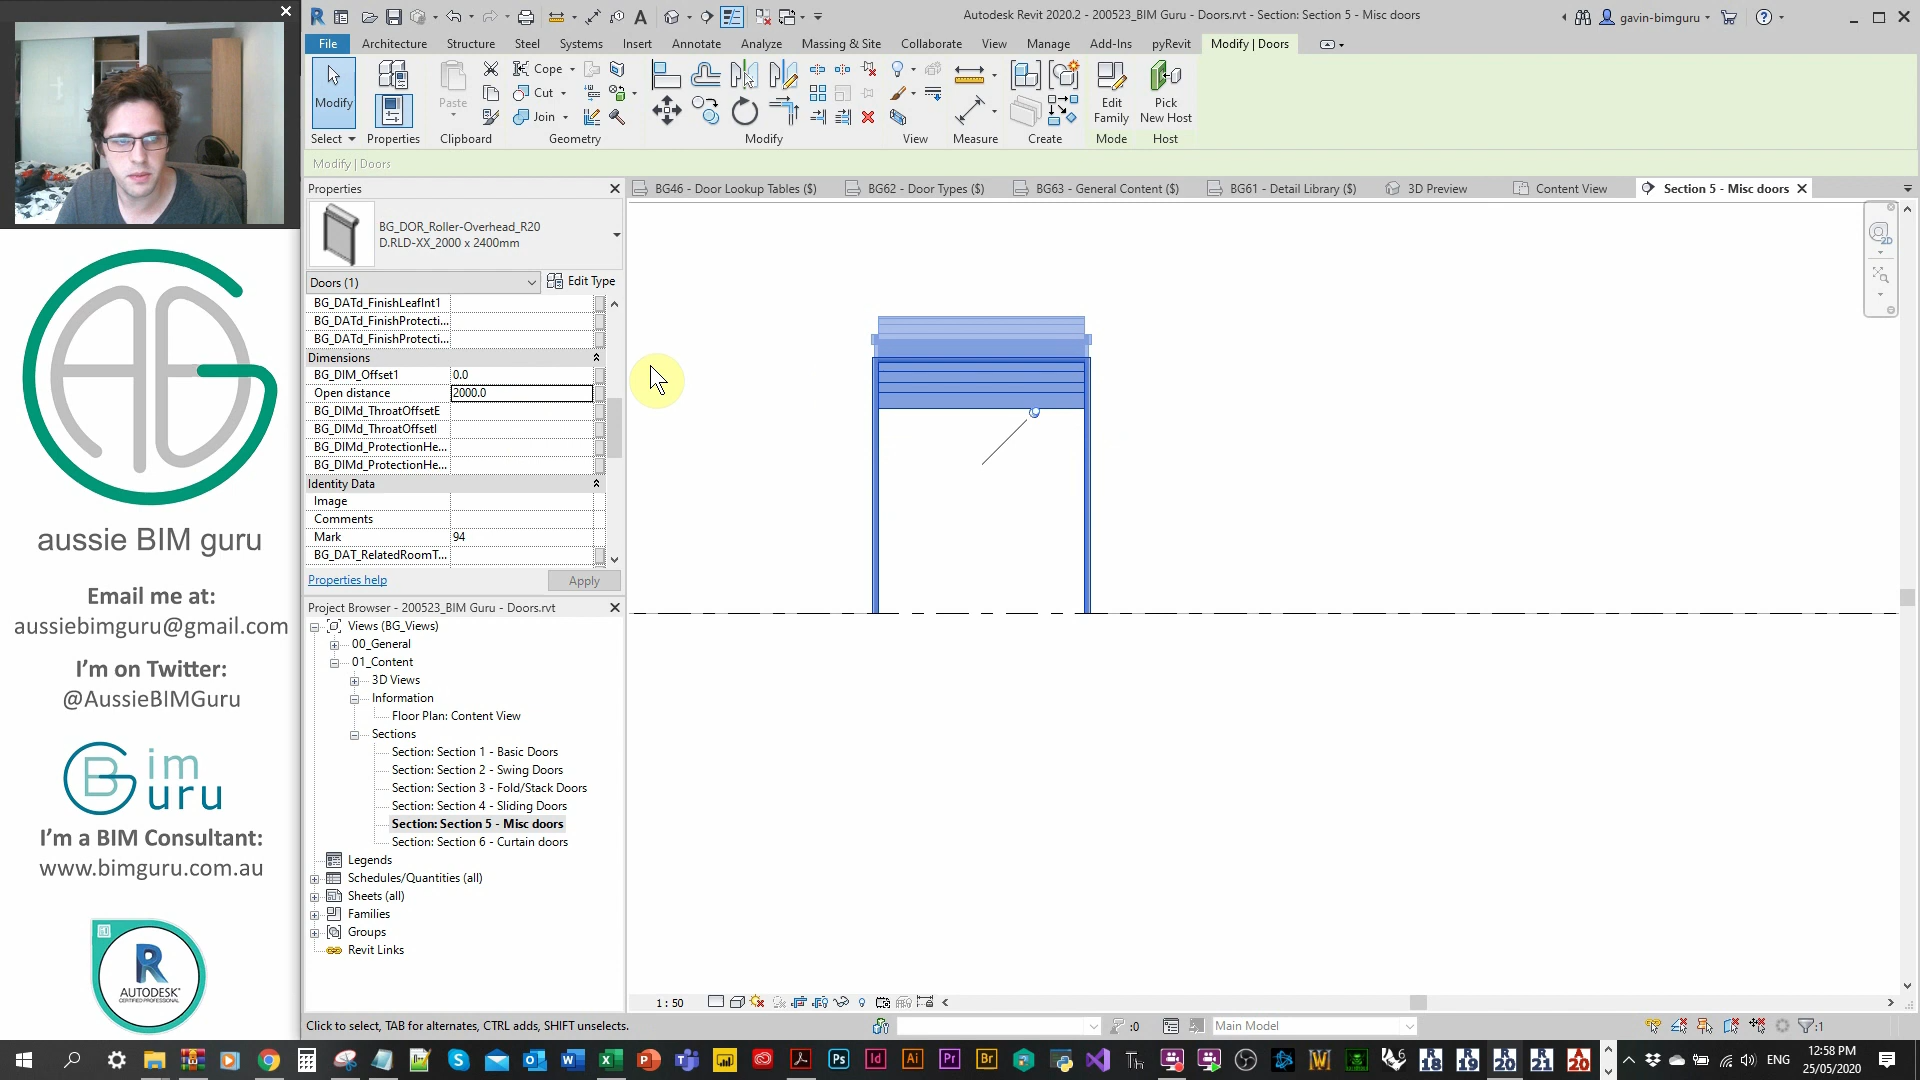 Autodesk Revit 2020.2 - 200523_BIM Guru - Doors.rvt - Section: Section 5 - Misc doors
gavin-bimguru
File
Architecture
Structure
Steel
Systems
Insert
Annotate
Analyze
Massing & Site
Collaborate
View
Manage
Add-Ins
pyRevit
Modify | Doors
Modify
Paste
Cope
Cut
Join
Edit
Family
Pick
New Host
Select
Properties
Clipboard
Geometry
Modify
View
Measure
Create
Mode
Host
Modify | Doors
Properties
BG46 - Door Lookup Tables ($)
BG62 - Door Types ($)
BG63 - General Content ($)
BG61 - Detail Library ($)
3D Preview
Content View
Section 5 - Misc doors
BG_DOR_Roller-Overhead_R20
D.RLD-XX_2000 x 2400mm
Doors (1)
Edit Type
BG_DATd_FinishLeafInt1
BG_DATd_FinishProtecti...
BG_DATd_FinishProtecti...
Dimensions
BG_DIM_Offset1 0.0
Open distance 2000.0
BG_DIMd_ThroatOffsetE
BG_DIMd_ThroatOffsetI
BG_DIMd_ProtectionHe...
BG_DIMd_ProtectionHe...
Identity Data
Image
Comments
Mark 94
BG_DAT_RelatedRoomT...
Properties help
Apply
Project Browser - 200523_BIM Guru - Doors.rvt
Views (BG_Views)
00_General
01_Content
3D Views
Information
Floor Plan: Content View
Sections
Section: Section 1 - Basic Doors
Section: Section 2 - Swing Doors
Section: Section 3 - Fold/Stack Doors
Section: Section 4 - Sliding Doors
Section: Section 5 - Misc doors
Section: Section 6 - Curtain doors
Legends
Schedules/Quantities (all)
Sheets (all)
Families
Groups
Revit Links
aussie BIM guru
Email me at:
aussiebimguru@gmail.com
I'm on Twitter:
@AussieBIMGuru
BG im
uru
I'm a BIM Consultant:
www.bimguru.com.au
R
AUTODESK
CERTIFIED PROFESSIONAL
2D
1 : 50
Click to select, TAB for alternates, CTRL adds, SHIFT unselects.
:0
Main Model
:1
ENG
12:58 PM
25/05/2020